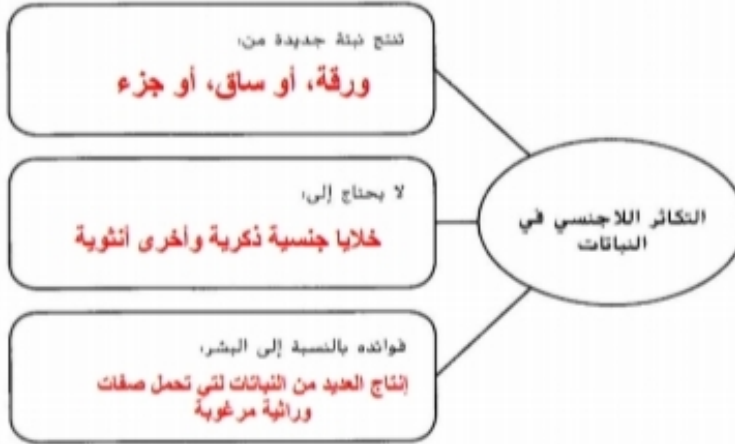 تنتج نبتة جديدة من:
ورقة، أو ساق، أو جزء
لا يحتاج إلى:
خلايا جنسية ذكرية وأخرى أنثوية
التكاثر اللاجنسي في
النباتات
فوائده بالنسبة إلى البشر:
إنتاج العديد من النباتات لتي تحمل صفات
وراثية مرغوبة